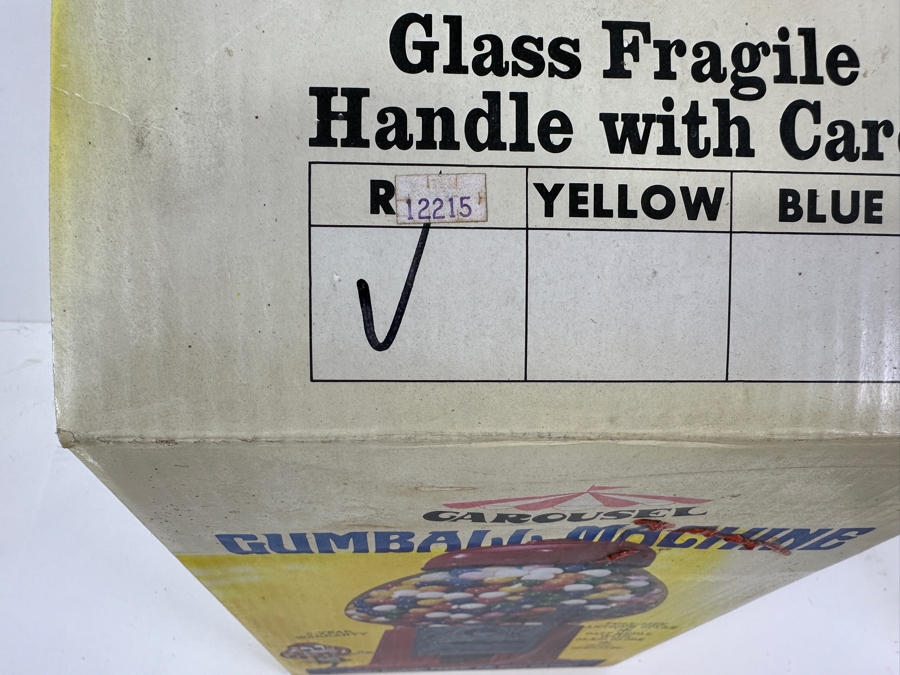 Glass Fragile
Handle with Car
R 12215 YELLOW BLUE
CAROUSEL
GUMBALL MACHINE